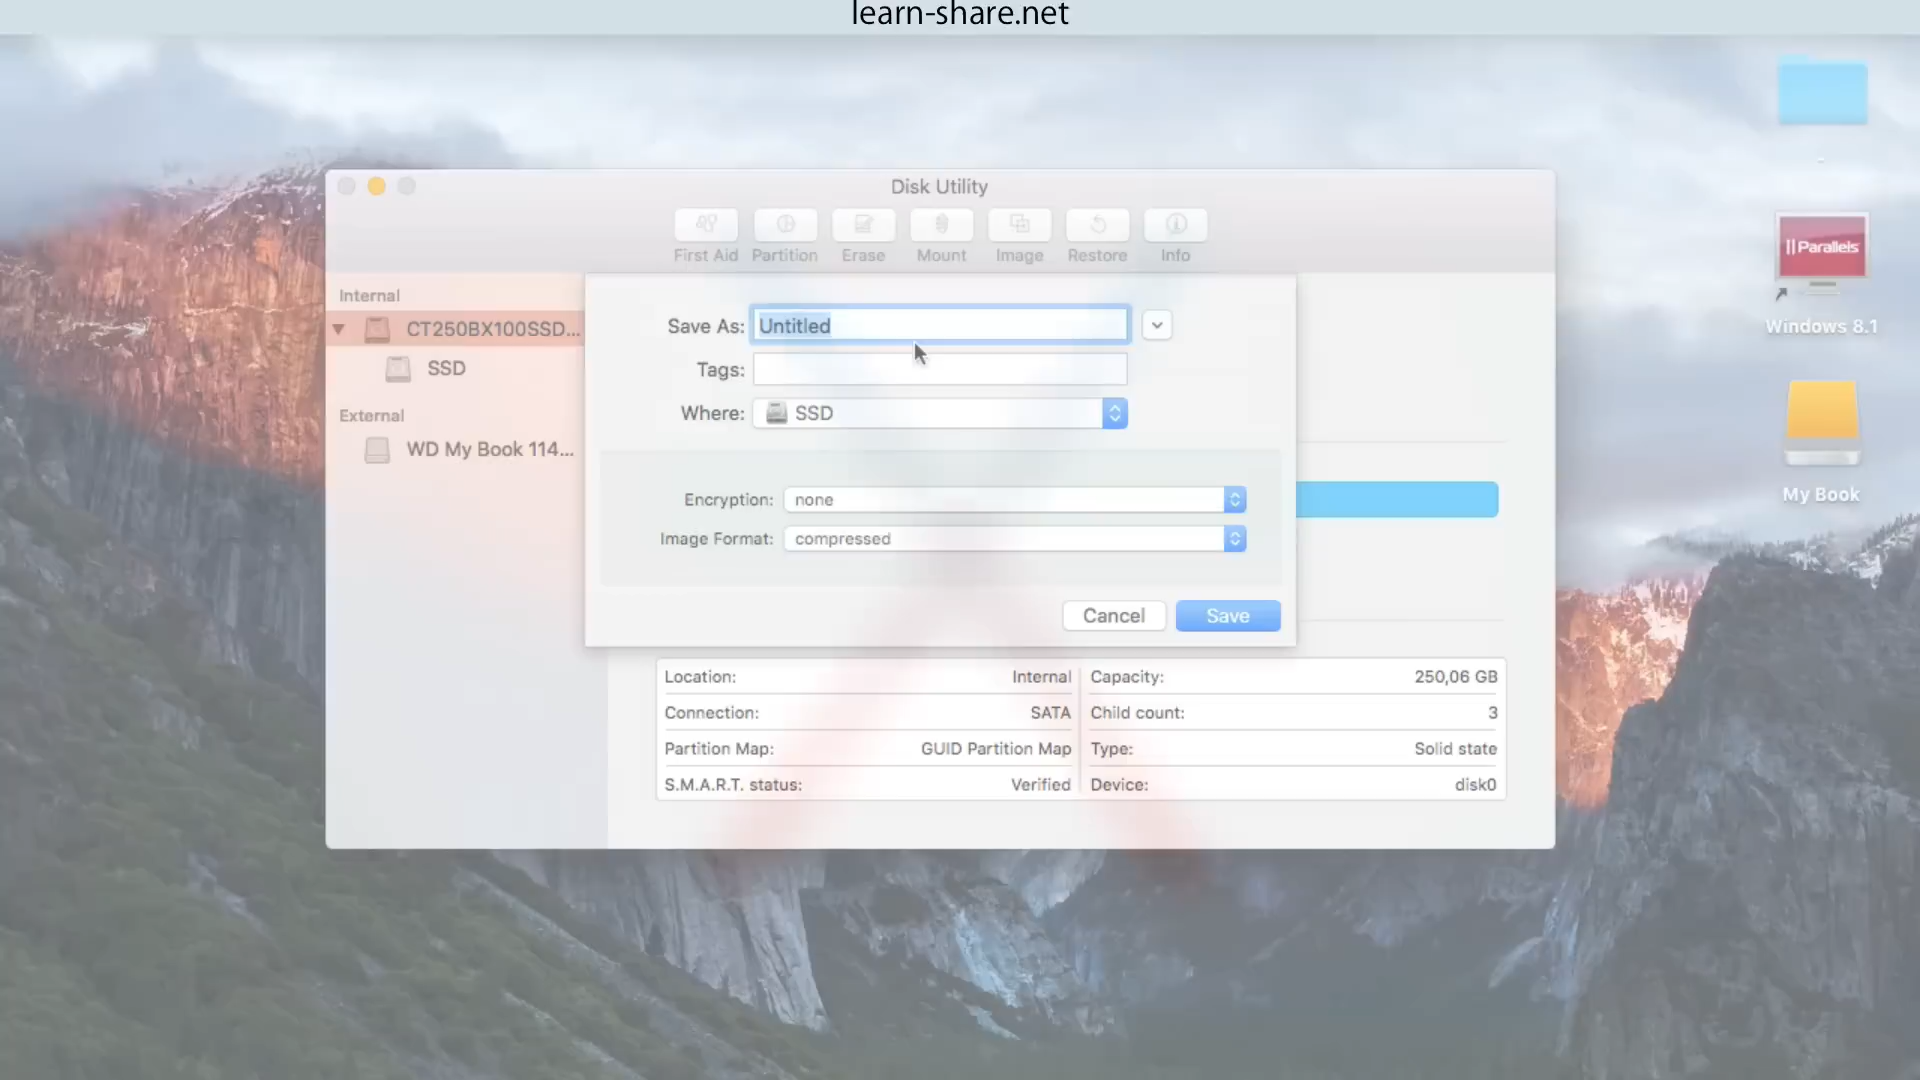 learn-share.net
Disk Utility
First Aid Partition Erase Mount Image Restore Info
Internal
CT250BX100SSD...
SSD
External
WD My Book 114...
Save As: Untitled
Tags:
Where: SSD
Encryption: none
Image Format: compressed
Cancel Save
Location: Internal Capacity: 250,06 GB
Connection: SATA Child count: 3
Partition Map: GUID Partition Map Type: Solid state
S.M.A.R.T. status: Verified Device: disk0
|| Parallels
Windows 8.1
My Book